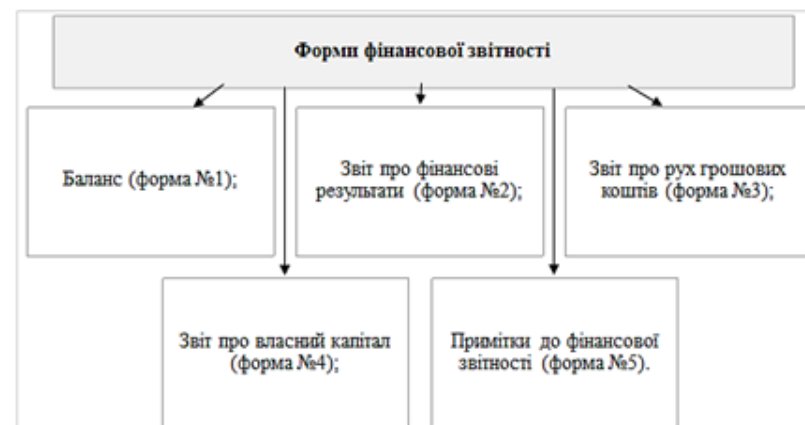 Форми фінансової звітності
Баланс (форма №1);
Звіт про фінансові
результати (форма №2);
Звіт про рух грошових
коштів (форма №3);
Звіт про власний капітал
(форма №4);
Примітки до фінансової
звітності (форма №5).